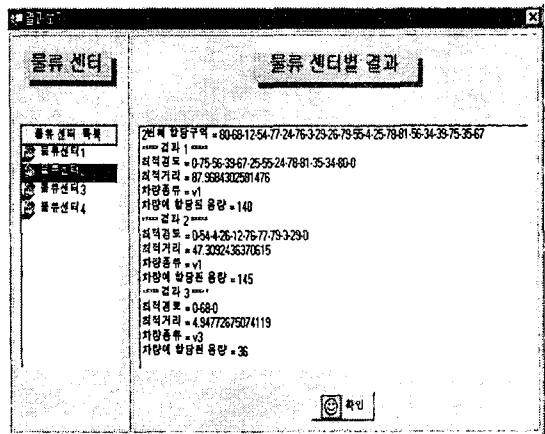 결과보기
물류 센터
물류 센터별 결과
물류 센터 목록
물류센터1
물류센터
물류센터3
물류센터4
2번째 할당구역 = 80-68-12-54-77-24-76-3-29-26-79-55-4-25-78-81-56-34-39-75-35-67
---- 결과 1 ----
최적경로 = 0-75-56-39-67-25-55-24-78-81-35-34-80-0
최적거리 = 87.9684302581476
차량종류 = v1
차량에 할당된 용량 = 140
---- 결과 2 ----
최적경로 = 0-54-4-26-12-76-77-79-3-29-0
최적거리 = 47.3092436370615
차량종류 = v1
차량에 할당된 용량 = 145
---- 결과 3 ----
최적경로 = 0-68-0
최적거리 = 4.94772675074119
차량종류 = v3
차량에 할당된 용량 = 36
확인